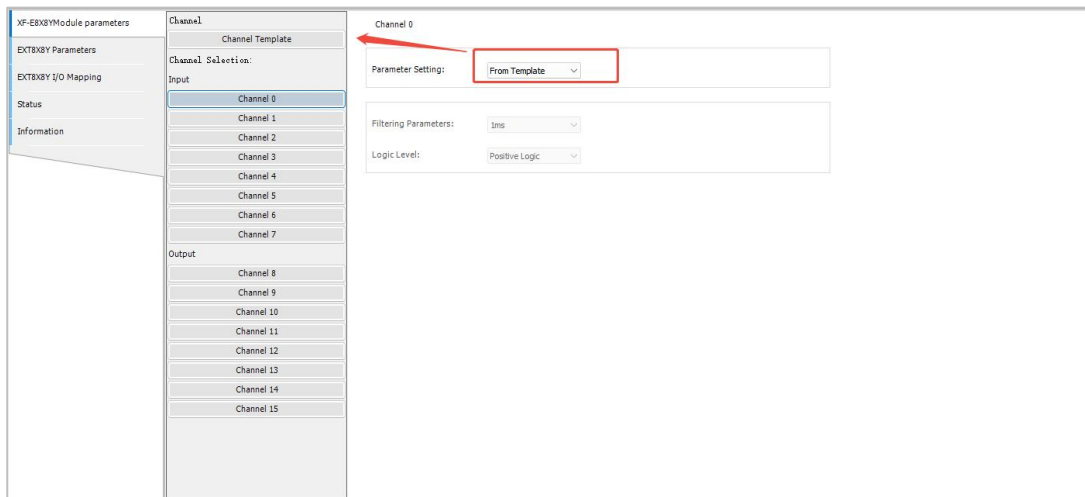 XF-E8X8YModule parameters
EXT8X8Y Parameters
EXT8X8Y I/O Mapping
Status
Information
Channel
Channel Template
Channel Selection:
Input
Channel 0
Channel 1
Channel 2
Channel 3
Channel 4
Channel 5
Channel 6
Channel 7
Output
Channel 8
Channel 9
Channel 10
Channel 11
Channel 12
Channel 13
Channel 14
Channel 15
Channel 0
Parameter Setting: From Template
Filtering Parameters: 1ms
Logic Level: Positive Logic